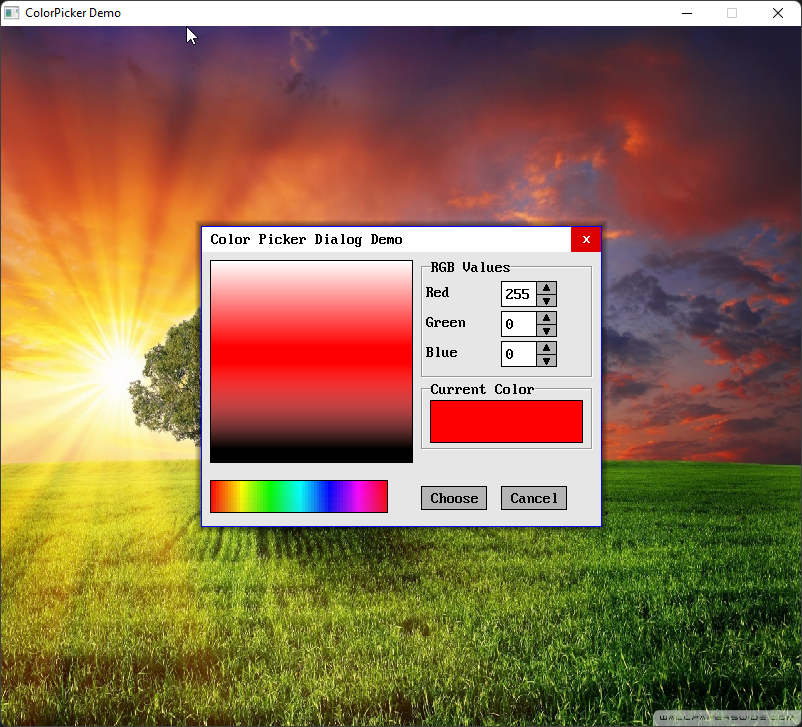 ColorPicker Demo
Color Picker Dialog Demo
x
RGB Values
Red 255
Green 0
Blue 0
Current Color
Choose Cancel
WALLPAPERSWIDE.COM